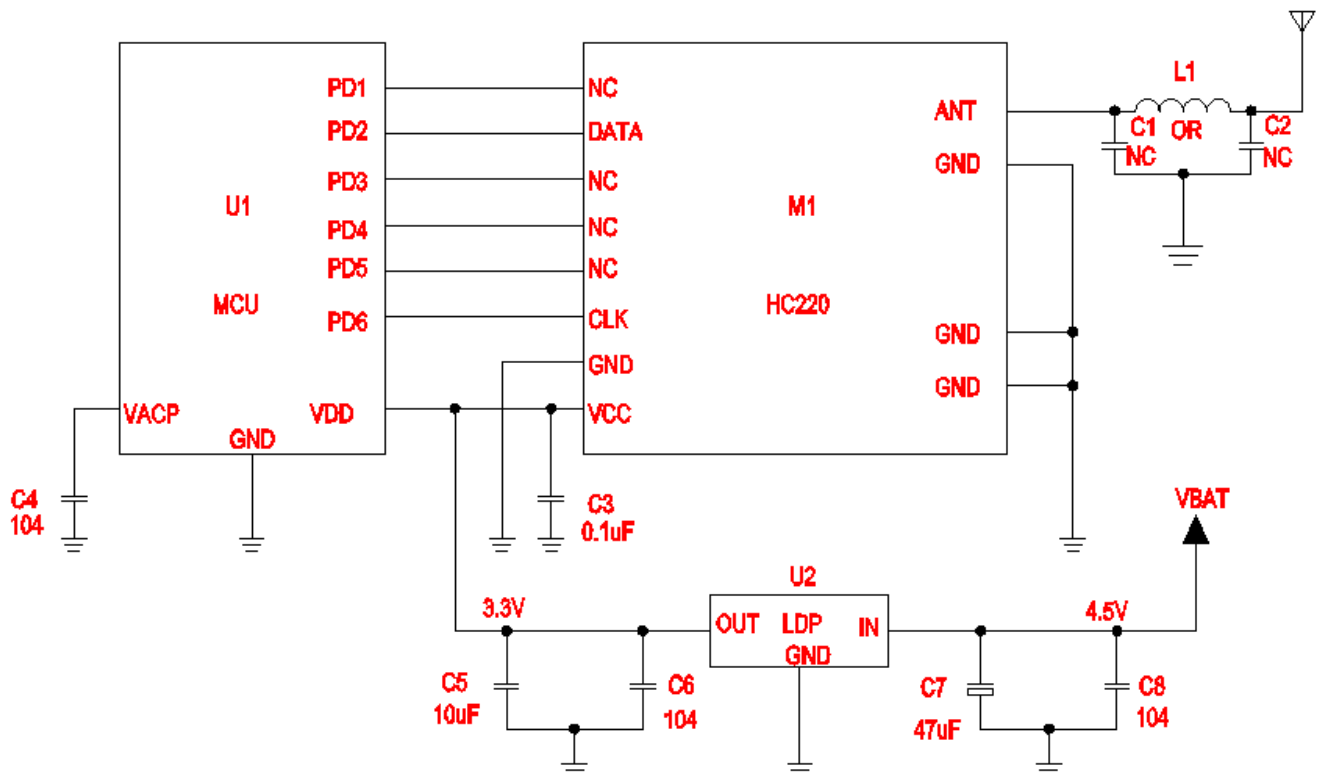 U1
MCU
PD1
PD2
PD3
PD4
PD5
PD6
VACP
GND
VDD
NC
DATA
NC
NC
NC
CLK
GND
VCC
M1
HC220
ANT
GND
GND
GND
L1
C1
OR
C2
NC
NC
C4
104
C3
0.1uF
VBAT
U2
3.3V
4.5V
OUT LDP IN
GND
C5
10uF
C6
104
C7
47uF
C8
104